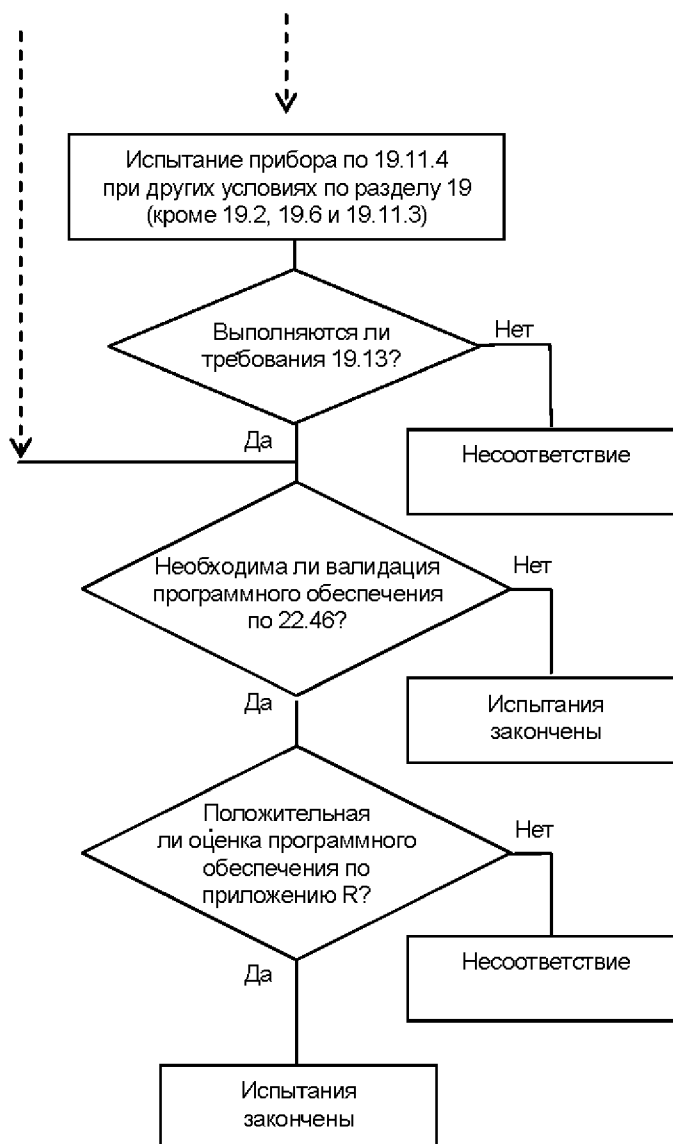 Испытание прибора по 19.11.4
при других условиях по разделу 19
(кроме 19.2, 19.6 и 19.11.3)
Выполняются ли
требования 19.13?
Нет
Да
Несоответствие
Необходима ли валидация
программного обеспечения
по 22.46?
Нет
Да
Испытания
закончены
Положительная
ли оценка программного
обеспечения по
приложению R?
Нет
Да
Несоответствие
Испытания
закончены